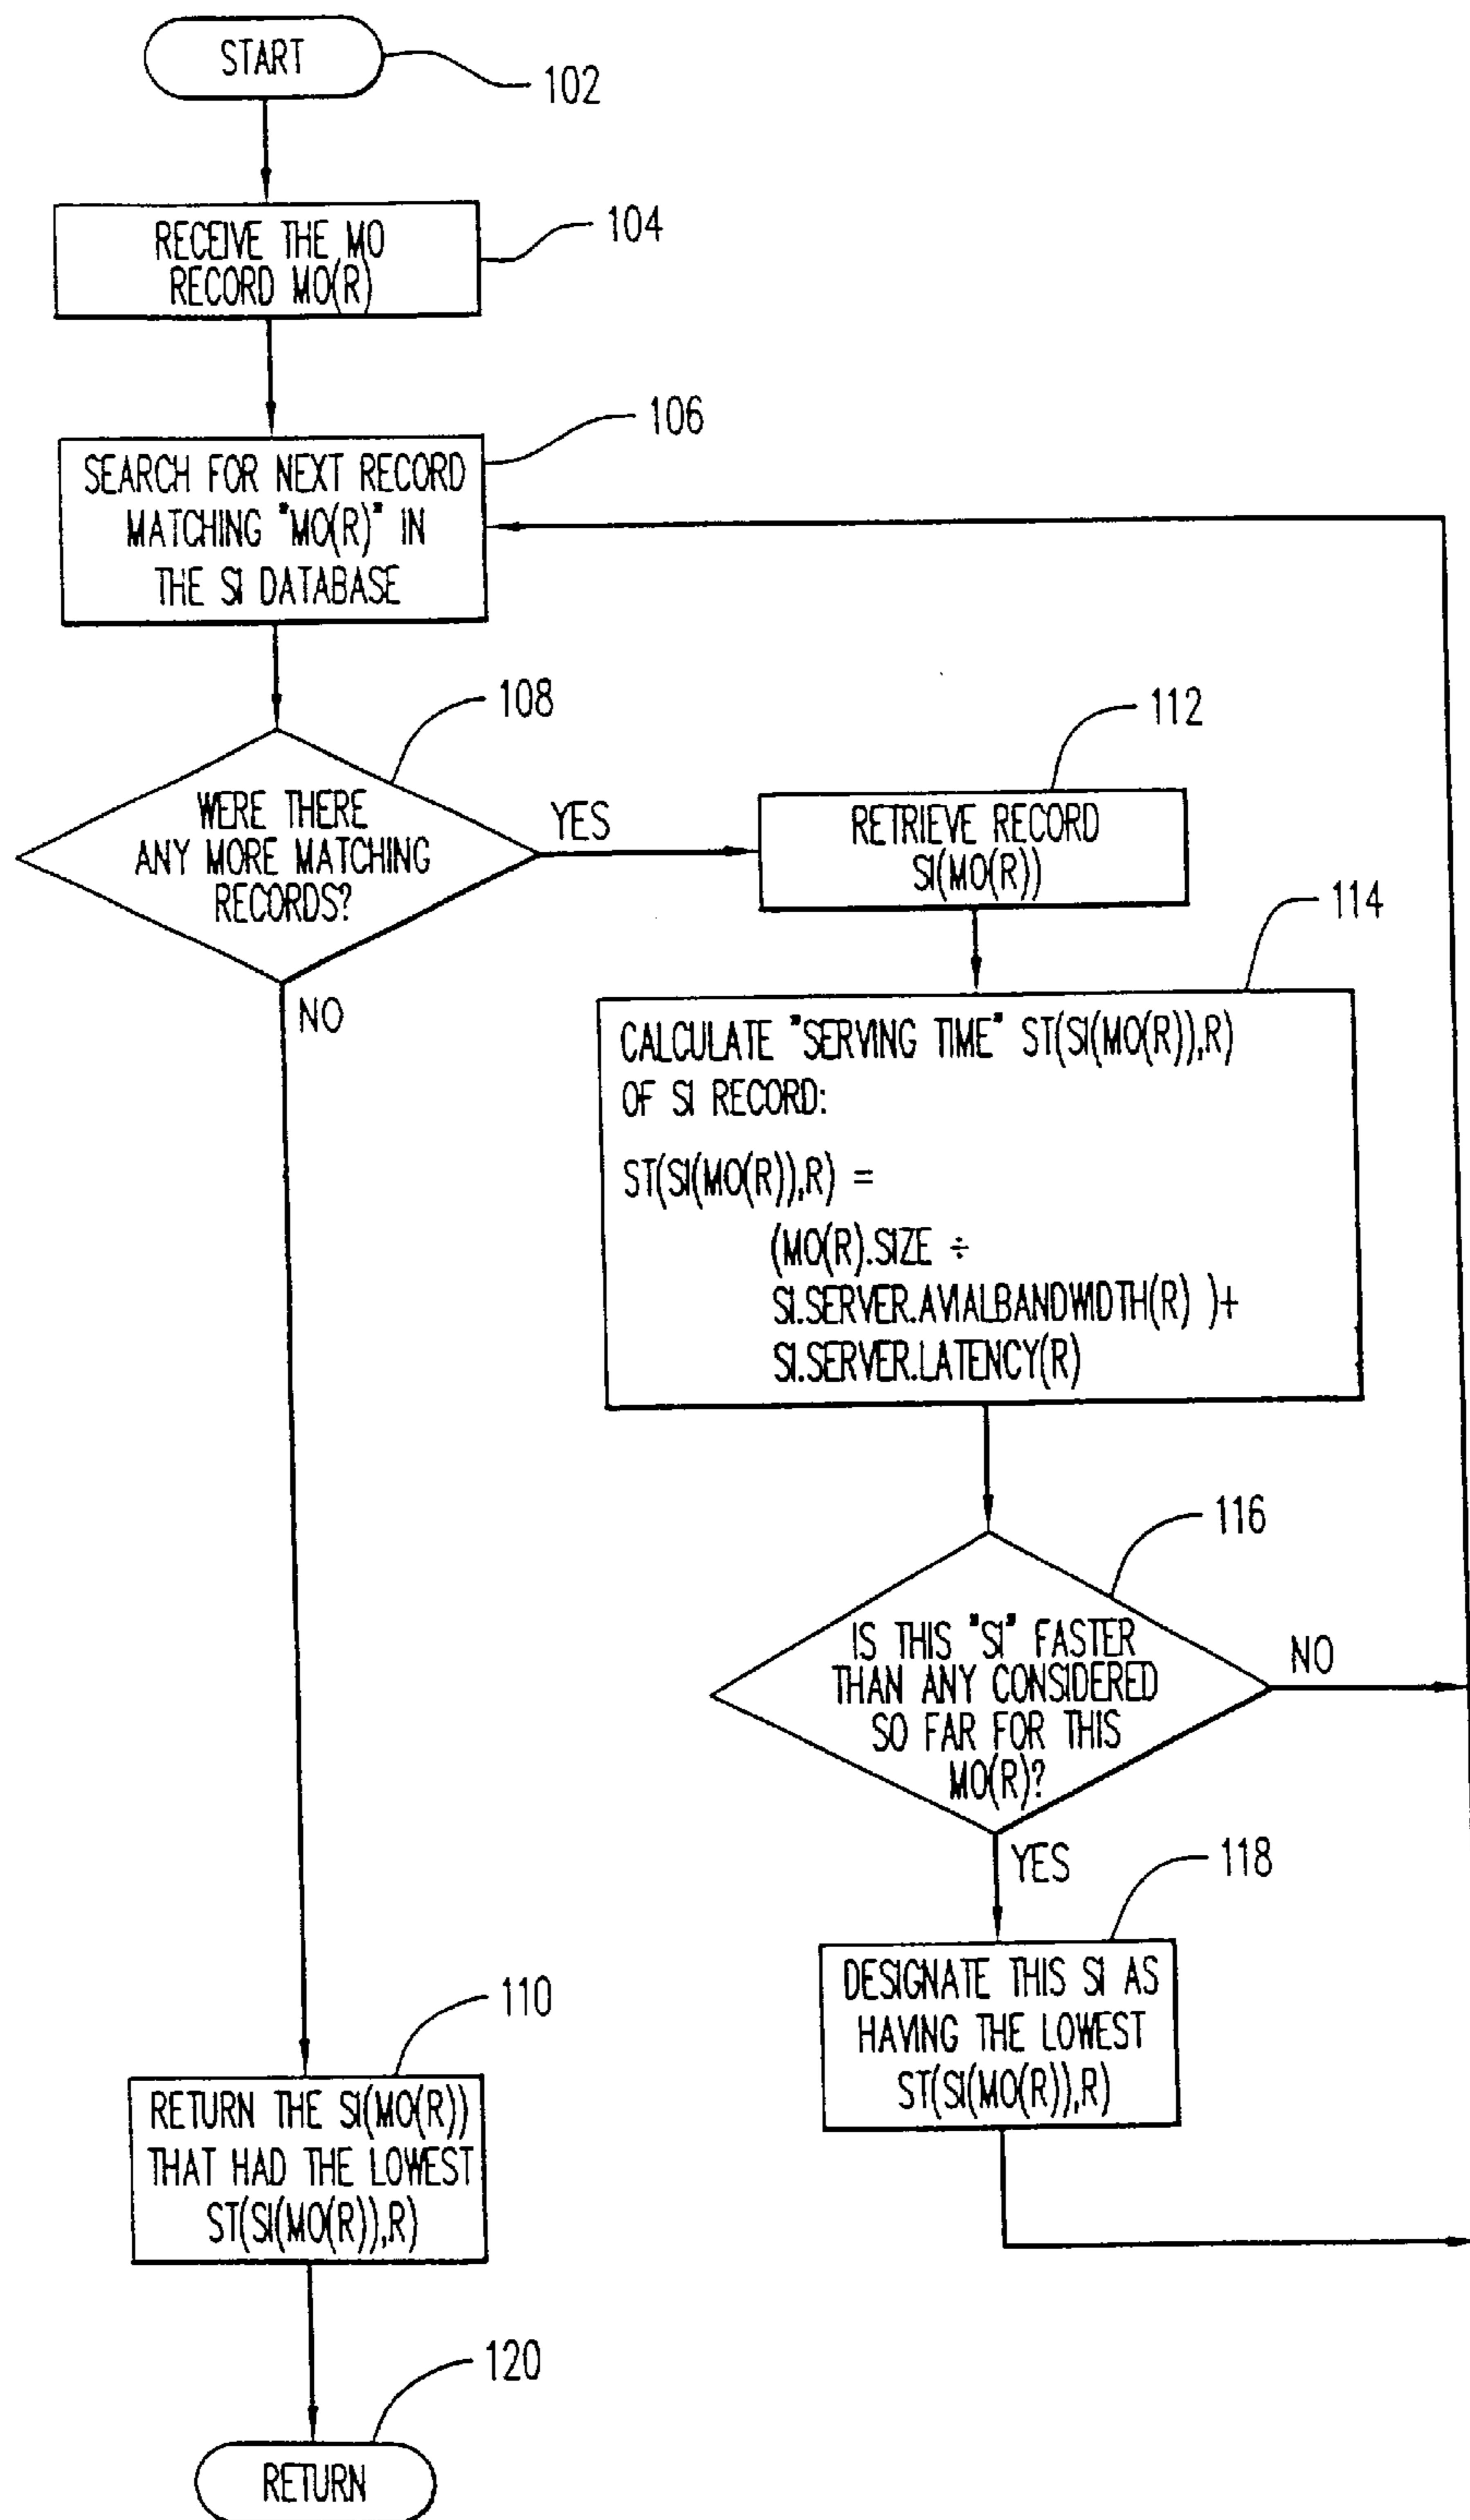 START
102
RECEIVE THE MO
RECORD MO(R)
104
SEARCH FOR NEXT RECORD
MATCHING "MO(R)" IN
THE SI DATABASE
106
WERE THERE
ANY MORE MATCHING
RECORDS?
108
YES
NO
RETRIEVE RECORD
SI(MO(R))
112
CALCULATE "SERVING TIME" ST(SI(MO(R)),R)
OF SI RECORD:
ST(SI(MO(R)),R) =
(MO(R).SIZE ÷
SI.SERVER.AVIALBANDWIDTH(R) )+
SI.SERVER.LATENCY(R)
114
IS THIS "SI" FASTER
THAN ANY CONSIDERED
SO FAR FOR THIS
MO(R)?
116
NO
YES
DESIGNATE THIS SI AS
HAVING THE LOWEST
ST(SI(MO(R)),R)
118
RETURN THE SI(MO(R))
THAT HAD THE LOWEST
ST(SI(MO(R)),R)
110
RETURN
120